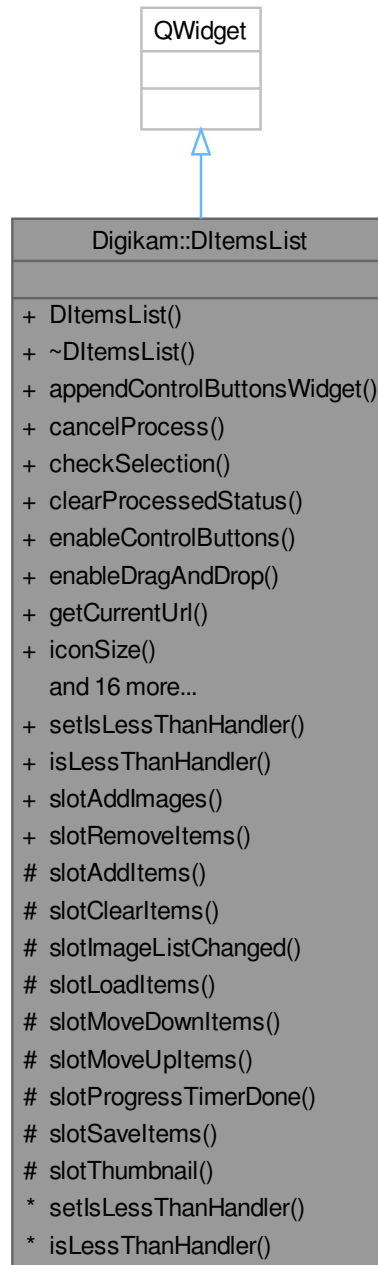 QWidget
Digikam::DItemsList
+ DItemsList()
+ ~DItemsList()
+ appendControlButtonsWidget()
+ cancelProcess()
+ checkSelection()
+ clearProcessedStatus()
+ enableControlButtons()
+ enableDragAndDrop()
+ getCurrentUrl()
+ iconSize()
and 16 more...
+ setIsLessThanHandler()
+ isLessThanHandler()
+ slotAddImages()
+ slotRemoveItems()
# slotAddItems()
# slotClearItems()
# slotImageListChanged()
# slotLoadItems()
# slotMoveDownItems()
# slotMoveUpItems()
# slotProgressTimerDone()
# slotSaveItems()
# slotThumbnail()
* setIsLessThanHandler()
* isLessThanHandler()